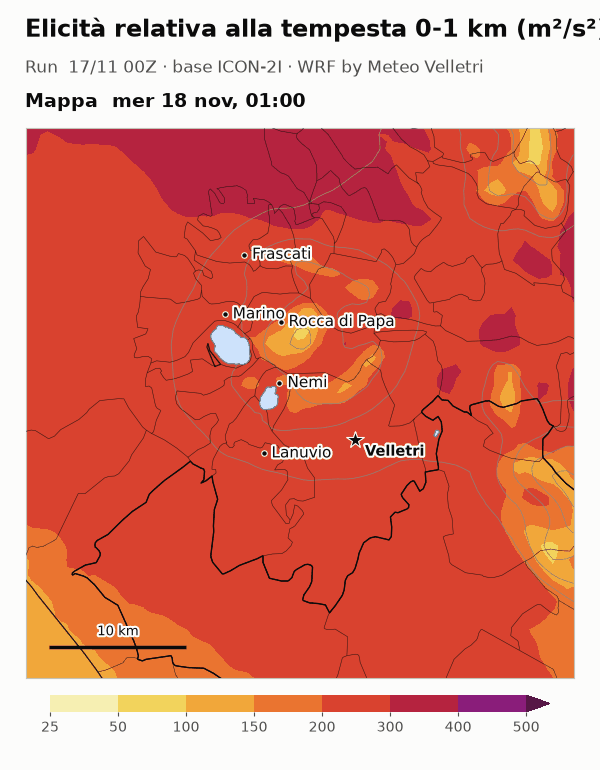 Elicità relativa alla tempesta 0-1 km (m²/s²)
Run 17/11 00Z · base ICON-2I · WRF by Meteo Velletri
Mappa mer 18 nov, 01:00
Frascati
Marino
Rocca di Papa
Nemi
Velletri
Lanuvio
10 km
25 50 100 150 200 300 400 500